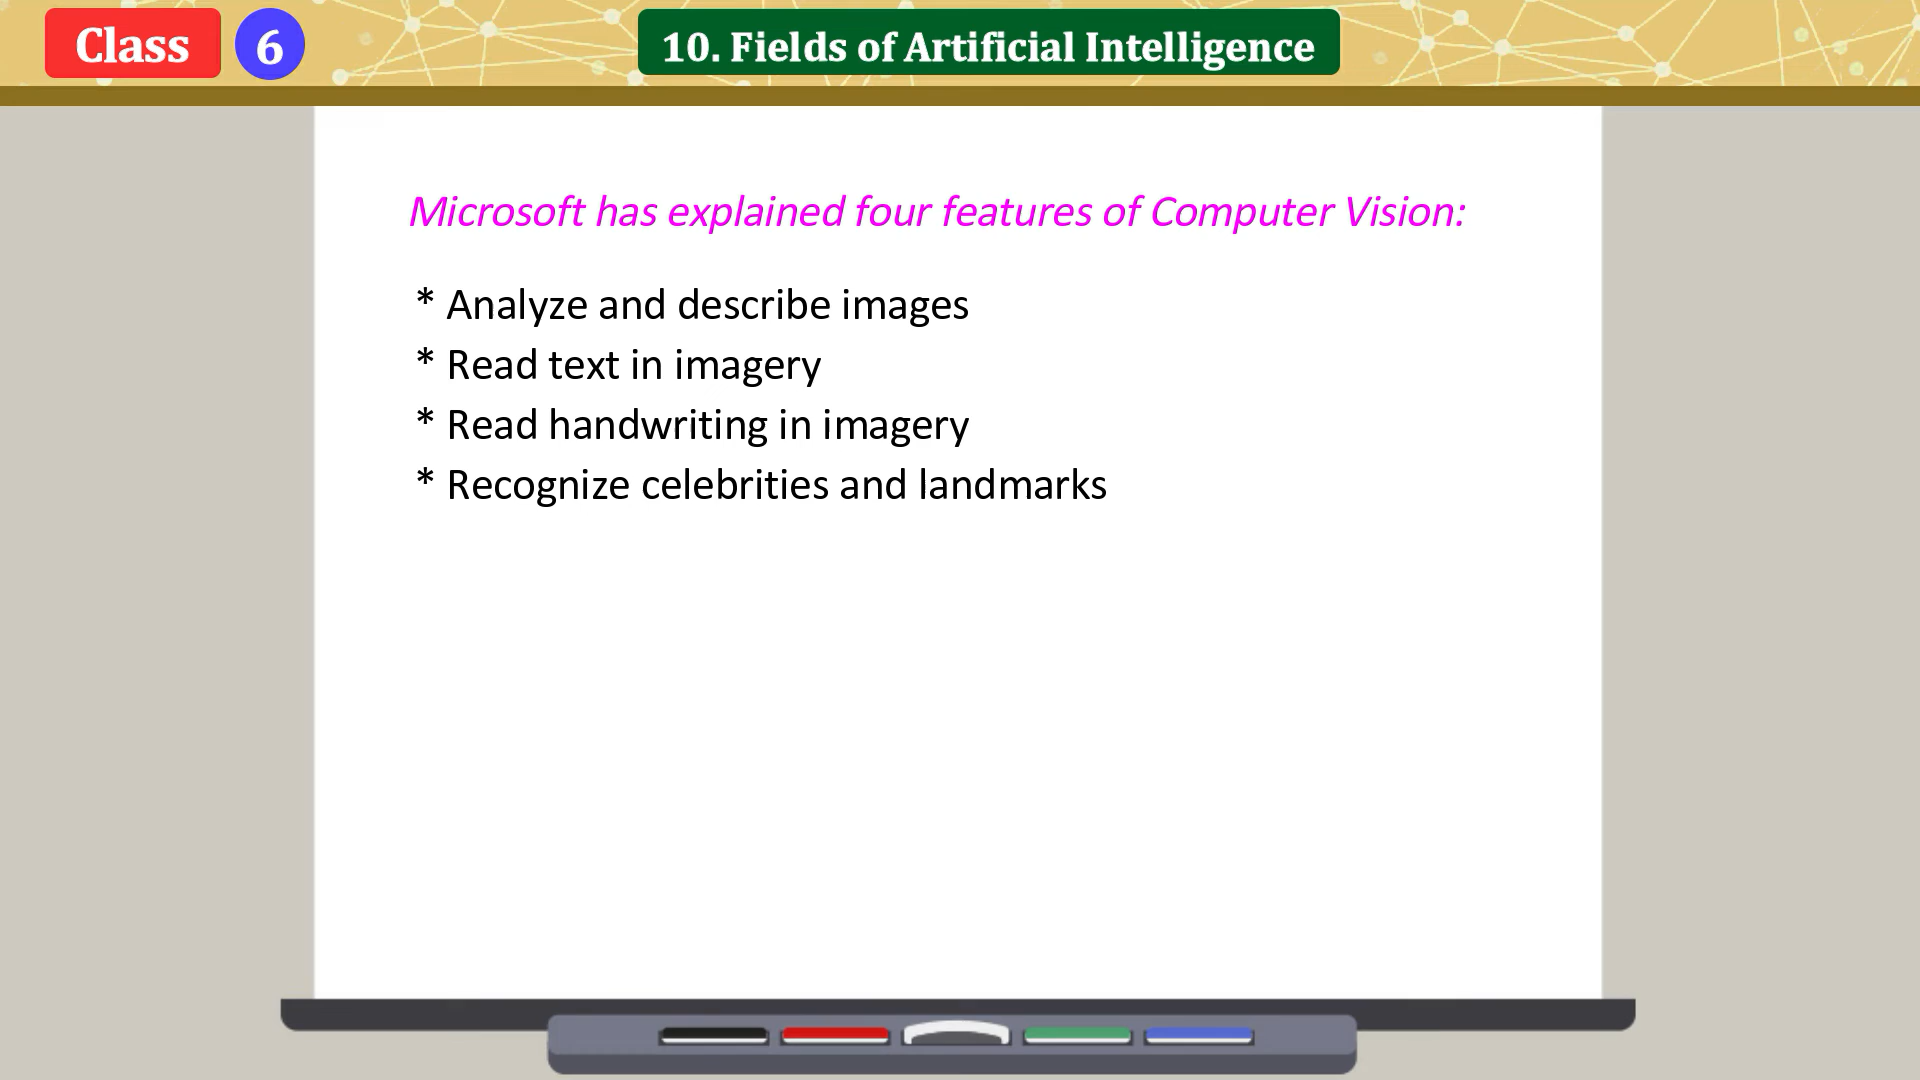 Class 6
10. Fields of Artificial Intelligence
Microsoft has explained four features of Computer Vision:
* Analyze and describe images
* Read text in imagery
* Read handwriting in imagery
* Recognize celebrities and landmarks